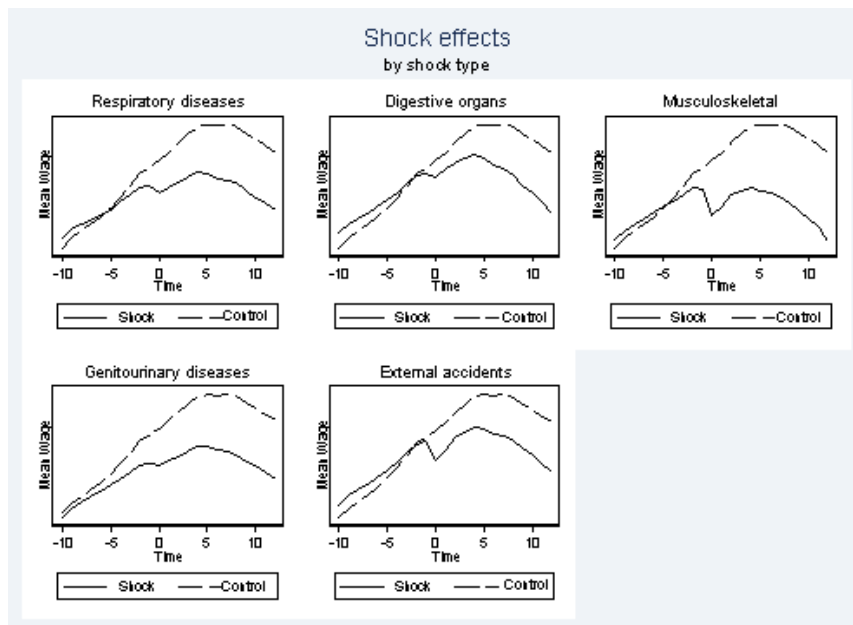 Shock effects
by shock type
Respiratory diseases
Mean wage
-10 -5 0 5 10
Time
Shock Control
Digestive organs
Mean wage
-10 -5 0 5 10
Time
Shock Control
Musculoskeletal
Mean wage
-10 -5 0 5 10
Time
Shock Control
Genitourinary diseases
Mean wage
-10 -5 0 5 10
Time
Shock Control
External accidents
Mean wage
-10 -5 0 5 10
Time
Shock Control